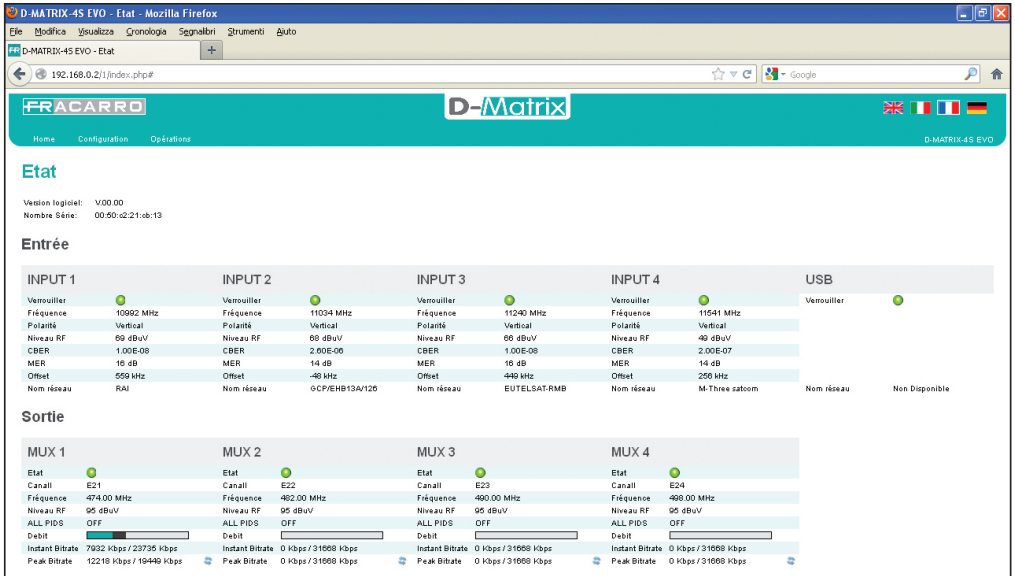 D-MATRIX-4S EVO - Etat - Mozilla Firefox
File Modifica Visualizza Cronologia Segnalibri Strumenti Aiuto
FR D-MATRIX-4S EVO - Etat +
192.168.0.2/1/index.php# Google
FRACARRO D-Matrix
Home Configuration Opérations D-MATRIX-4S EVO
Etat
Version logiciel: V.00.00
Nombre Série: 00:50:c2:21:cb:13
Entrée
INPUT 1 INPUT 2 INPUT 3 INPUT 4 USB
Verrouiller Verrouiller Verrouiller Verrouiller Verrouiller
Fréquence 10992 MHz Fréquence 11034 MHz Fréquence 11240 MHz Fréquence 11541 MHz
Polarité Vertical Polarité Vertical Polarité Vertical Polarité Vertical
Niveau RF 69 dBuV Niveau RF 68 dBuV Niveau RF 66 dBuV Niveau RF 49 dBuV
CBER 1.00E-08 CBER 2.60E-06 CBER 1.00E-08 CBER 2.00E-07
MER 16 dB MER 14 dB MER 16 dB MER 14 dB
Offset 559 kHz Offset -48 kHz Offset 449 kHz Offset 256 kHz
Nom réseau RAI Nom réseau GCP/EHB13A/126 Nom réseau EUTELSAT-RMB Nom réseau M-Three satcom Nom réseau Non Disponible
Sortie
MUX 1 MUX 2 MUX 3 MUX 4
Etat Etat Etat Etat
Canall E21 Canall E22 Canall E23 Canall E24
Fréquence 474.00 MHz Fréquence 482.00 MHz Fréquence 490.00 MHz Fréquence 498.00 MHz
Niveau RF 95 dBuV Niveau RF 95 dBuV Niveau RF 95 dBuV Niveau RF 95 dBuV
ALL PIDS OFF ALL PIDS OFF ALL PIDS OFF ALL PIDS OFF
Debit Debit Debit Debit
Instant Bitrate 7932 Kbps / 23735 Kbps Instant Bitrate 0 Kbps / 31668 Kbps Instant Bitrate 0 Kbps / 31668 Kbps Instant Bitrate 0 Kbps / 31668 Kbps
Peak Bitrate 12218 Kbps / 19449 Kbps Peak Bitrate 0 Kbps / 31668 Kbps Peak Bitrate 0 Kbps / 31668 Kbps Peak Bitrate 0 Kbps / 31668 Kbps